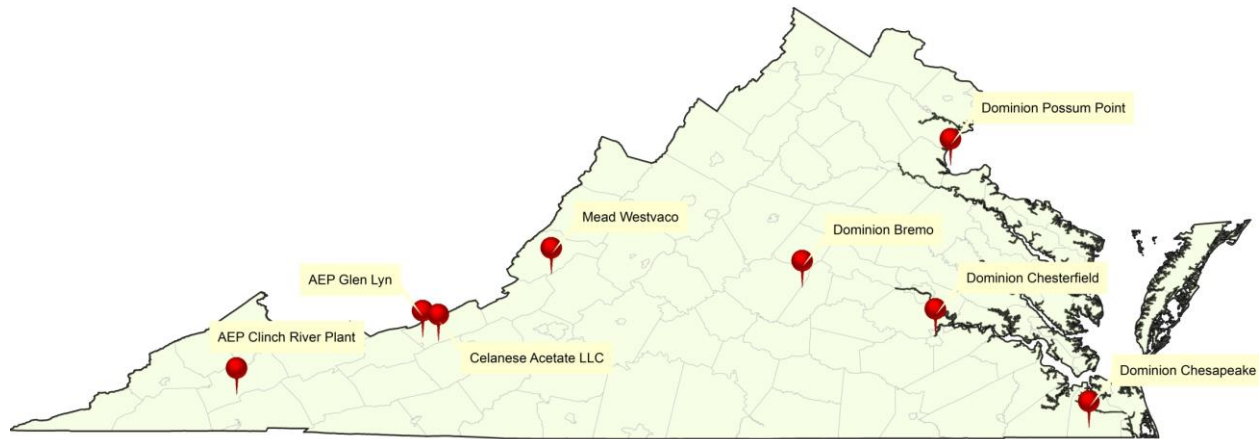 Dominion Possum Point
Mead Westvaco
Dominion Bremo
AEP Glen Lyn
Dominion Chesterfield
AEP Clinch River Plant
Celanese Acetate LLC
Dominion Chesapeake